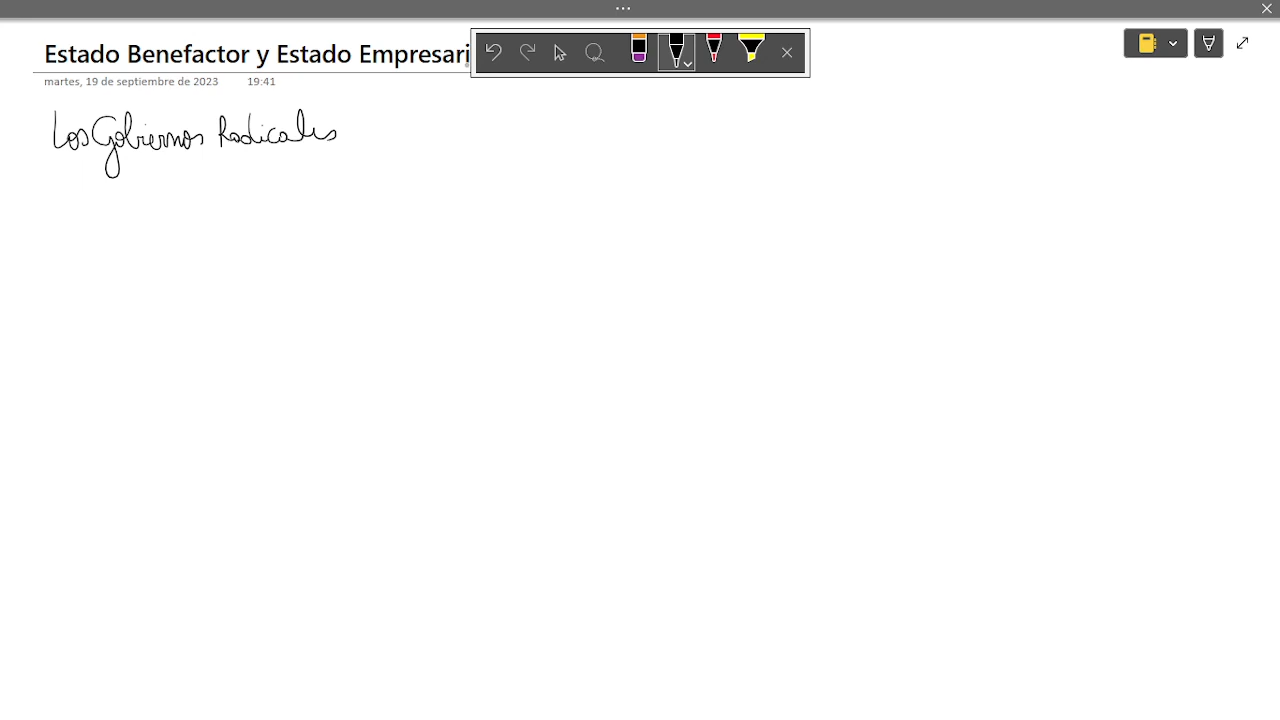 Estado Benefactor y Estado Empresari
martes, 19 de septiembre de 2023 19:41
Los Gobiernos Radicales